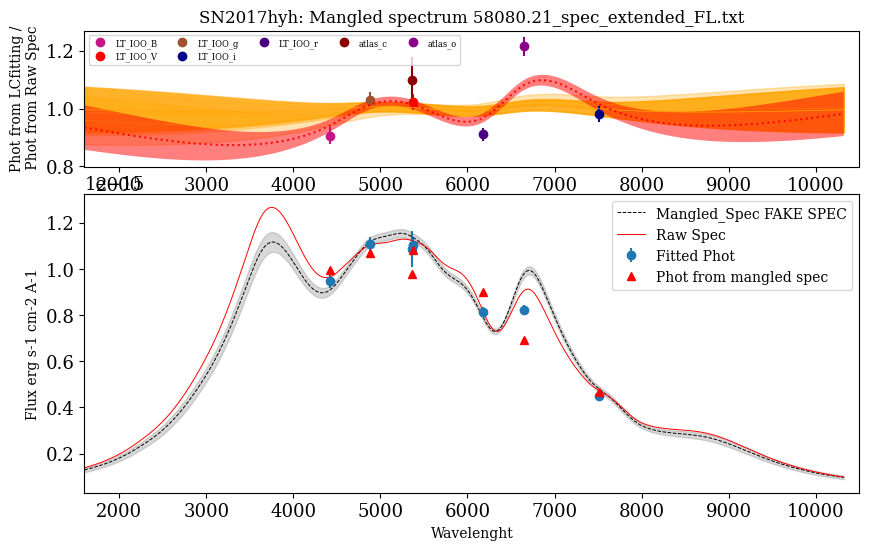 SN2017hyh: Mangled spectrum 58080.21_spec_extended_FL.txt
Phot from LCfitting /
Phot from Raw Spec
LT_IOO_B LT_IOO_g LT_IOO_r atlas_c atlas_o
LT_IOO_V LT_IOO_i
1.2
1.0
0.8
2000 3000 4000 5000 6000 7000 8000 9000 10000
1e−15
Flux erg s-1 cm-2 A-1
1.2
1.0
0.8
0.6
0.4
0.2
Mangled_Spec FAKE SPEC
Raw Spec
Fitted Phot
Phot from mangled spec
2000 3000 4000 5000 6000 7000 8000 9000 10000
Wavelenght